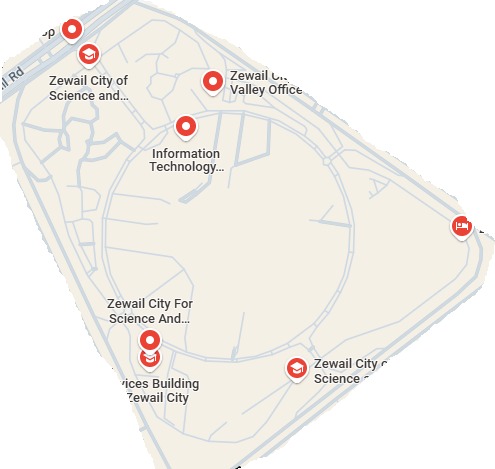 Zewail City of
Science and...
Zewail
Valley Office
Information
Technology...
Zewail City For
Science And...
Zewail City
Science
Building
Zewail City